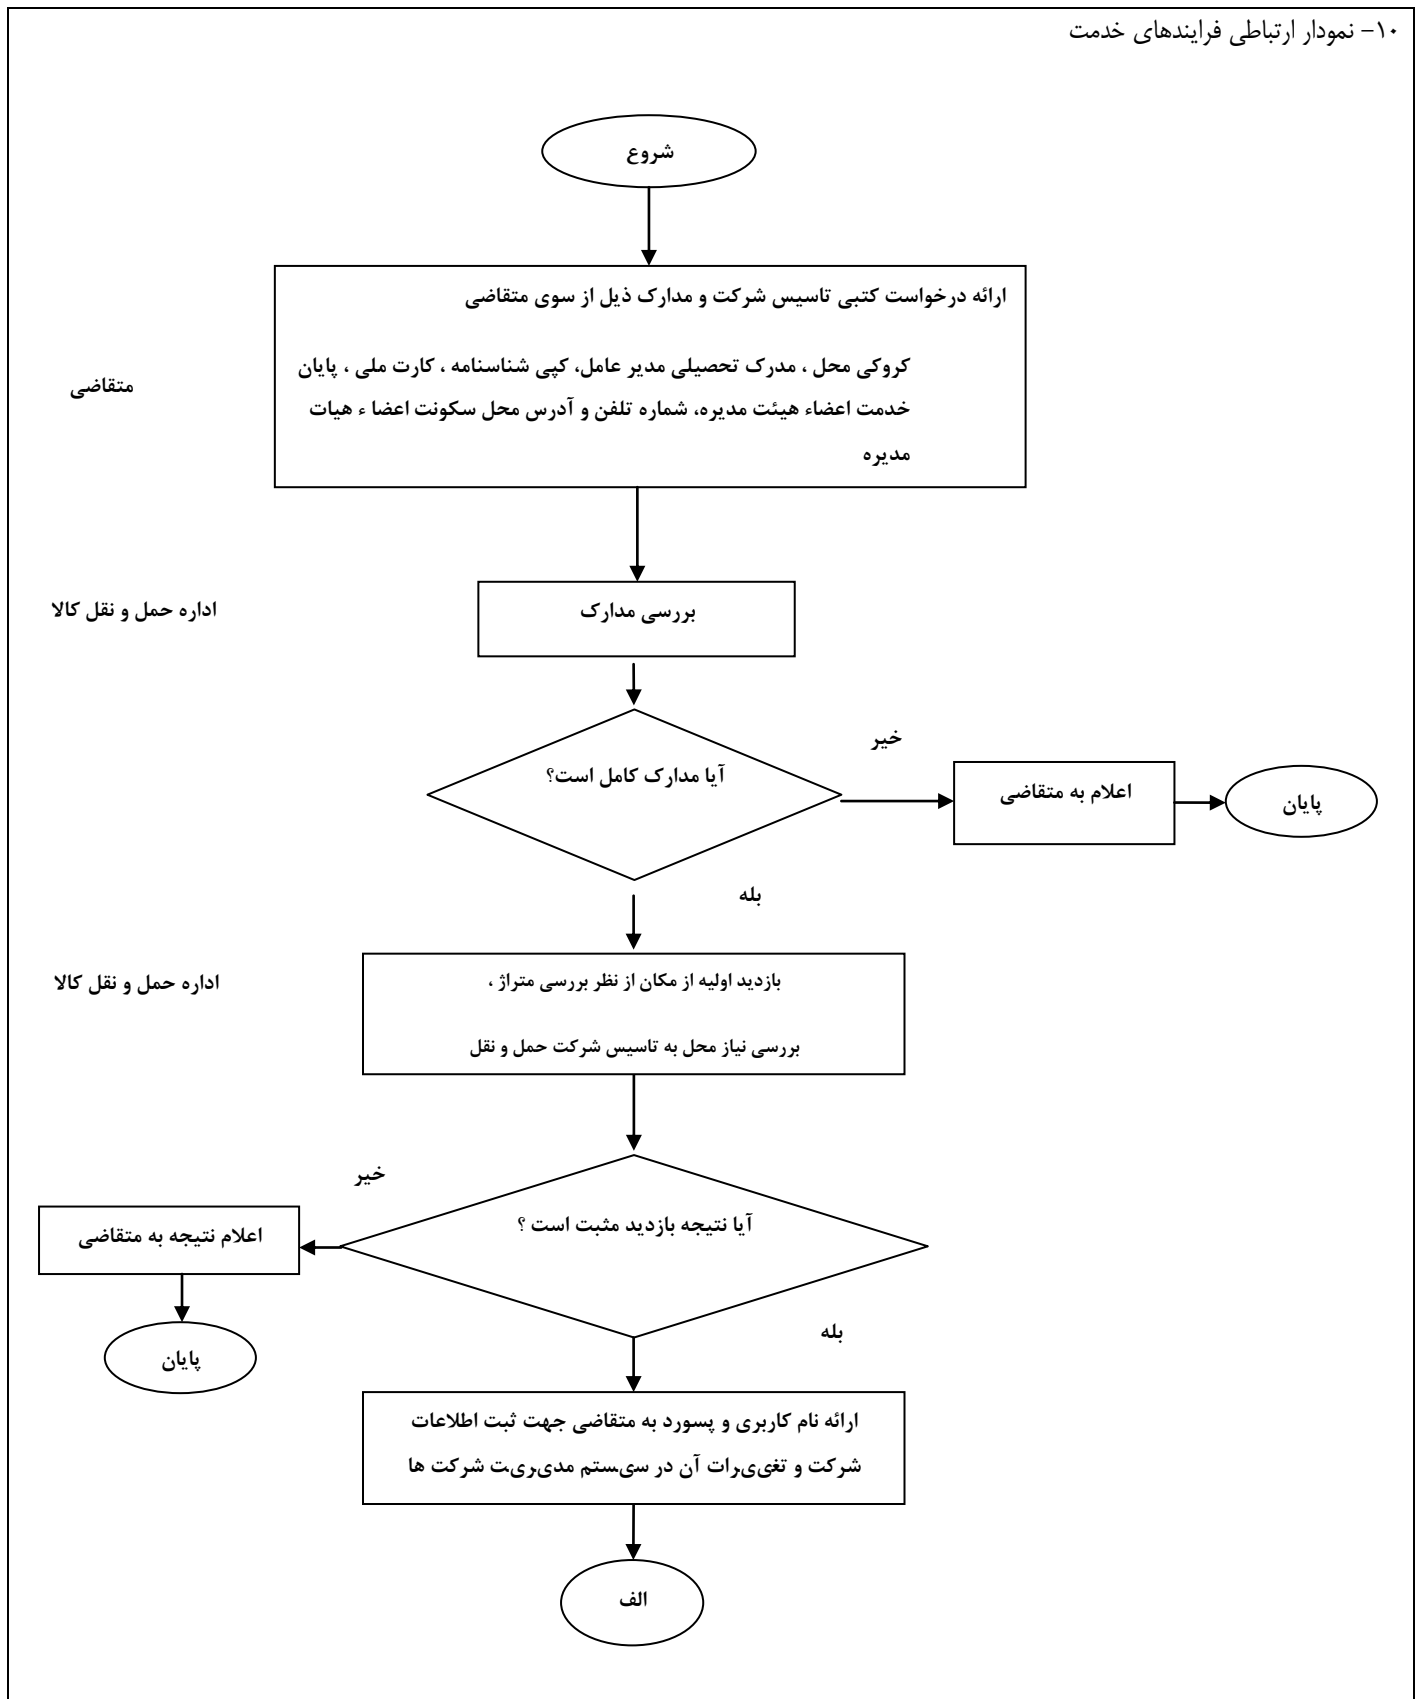 ۱۰- نمودار ارتباطی فرایندهای خدمت
شروع
ارائه درخواست کتبی تاسیس شرکت و مدارک ذیل از سوی متقاضی
کروکی محل ، مدرک تحصیلی مدیر عامل، کپی شناسنامه ، کارت ملی ، پایان
خدمت اعضاء هیئت مدیره، شماره تلفن و آدرس محل سکونت اعضا ء هیات
مدیره
متقاضی
بررسی مدارک
اداره حمل و نقل کالا
آیا مدارک کامل است؟
خیر
اعلام به متقاضی
پایان
بله
بازدید اولیه از مکان از نظر بررسی متراژ ،
بررسی نیاز محل به تاسیس شرکت حمل و نقل
اداره حمل و نقل کالا
آیا نتیجه بازدید مثبت است ؟
خیر
اعلام نتیجه به متقاضی
پایان
بله
ارائه نام کاربری و پسورد به متقاضی جهت ثبت اطلاعات
شرکت و تغییرات آن در سیستم مدیریت شرکت ها
الف